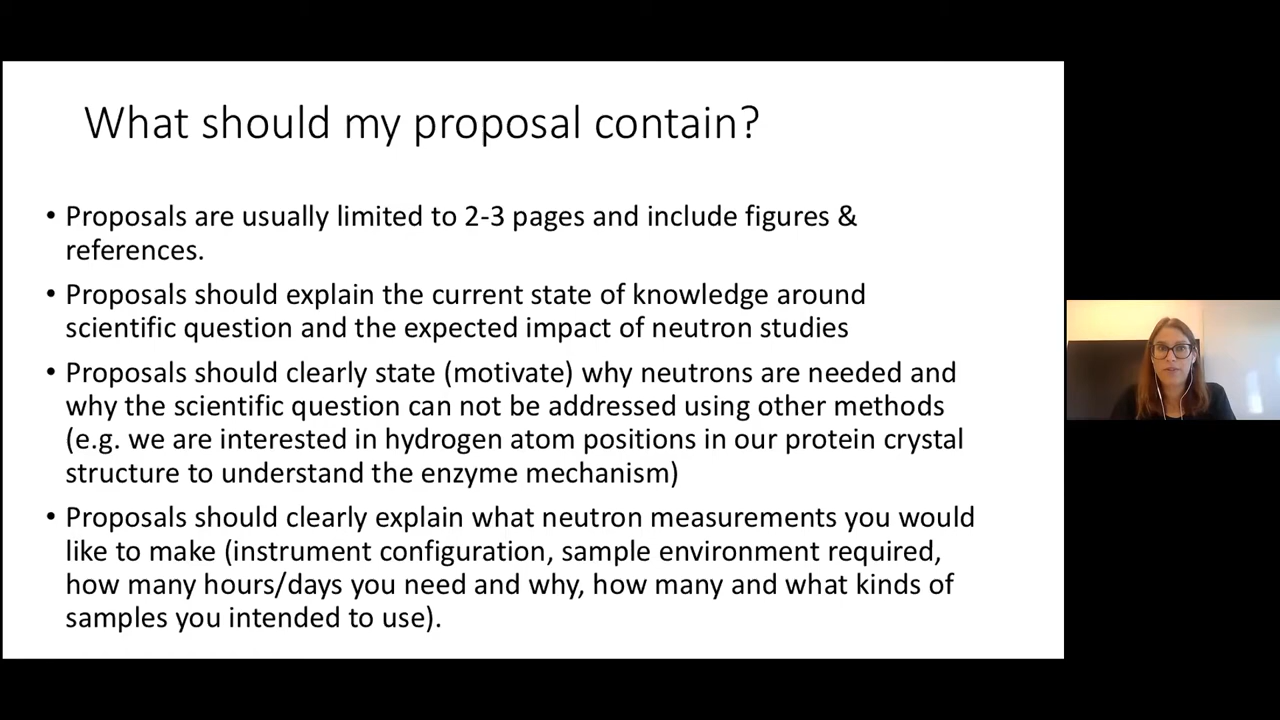 What should my proposal contain?
• Proposals are usually limited to 2-3 pages and include figures &
references.
• Proposals should explain the current state of knowledge around
scientific question and the expected impact of neutron studies
• Proposals should clearly state (motivate) why neutrons are needed and
why the scientific question can not be addressed using other methods
(e.g. we are interested in hydrogen atom positions in our protein crystal
structure to understand the enzyme mechanism)
• Proposals should clearly explain what neutron measurements you would
like to make (instrument configuration, sample environment required,
how many hours/days you need and why, how many and what kinds of
samples you intended to use).